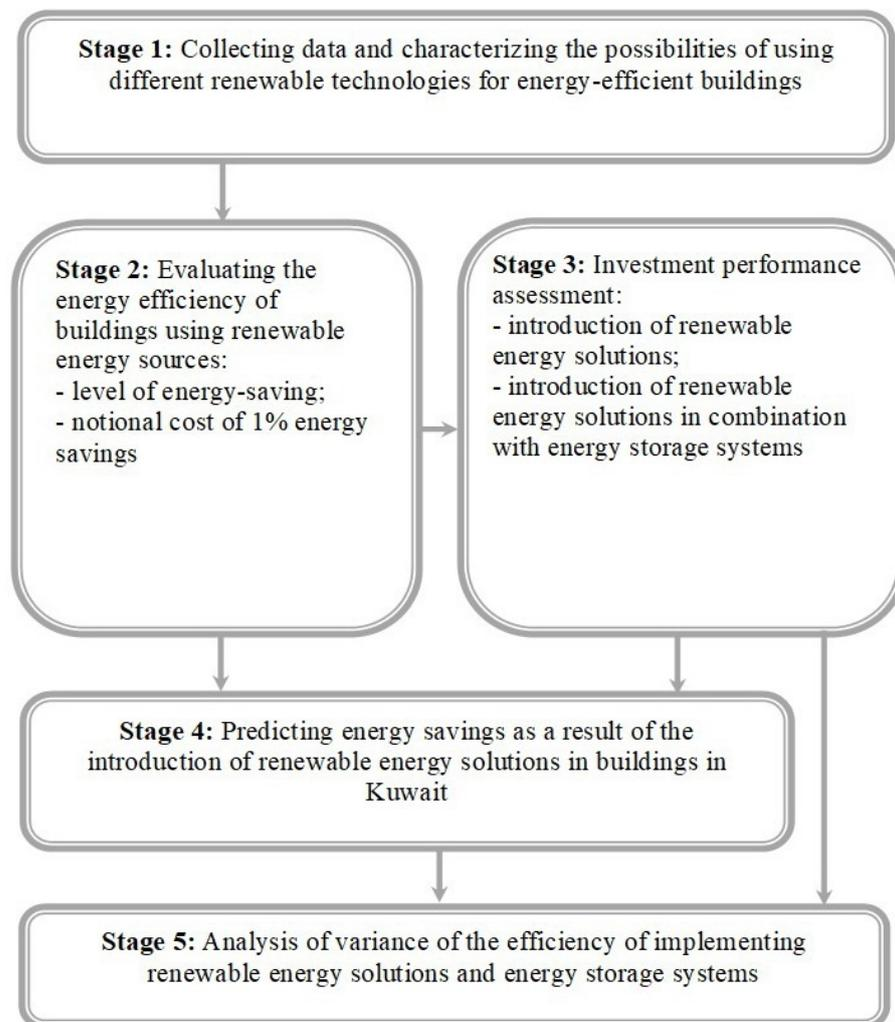 Stage 1: Collecting data and characterizing the possibilities of using
different renewable technologies for energy-efficient buildings
Stage 2: Evaluating the
energy efficiency of
buildings using renewable
energy sources:
- level of energy-saving;
- notional cost of 1% energy
savings
Stage 3: Investment performance
assessment:
- introduction of renewable
energy solutions;
- introduction of renewable
energy solutions in combination
with energy storage systems
Stage 4: Predicting energy savings as a result of the
introduction of renewable energy solutions in buildings in
Kuwait
Stage 5: Analysis of variance of the efficiency of implementing
renewable energy solutions and energy storage systems